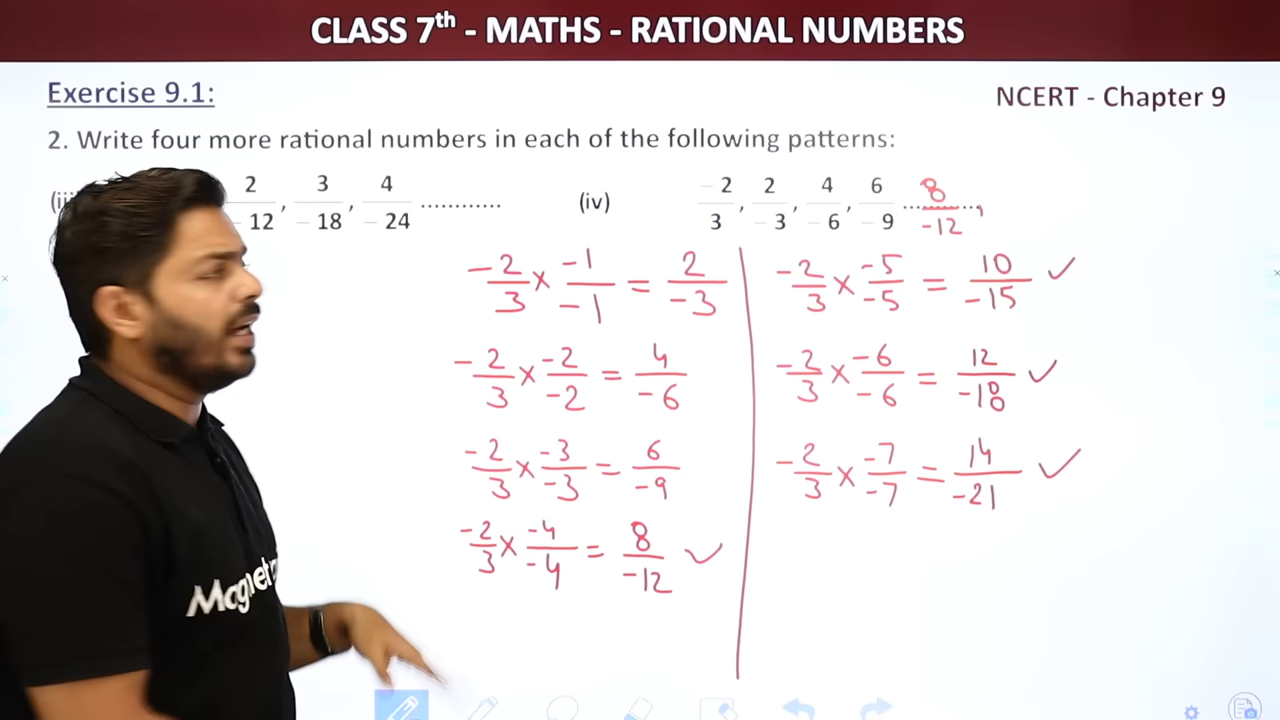 CLASS 7th - MATHS - RATIONAL NUMBERS
Exercise 9.1:
NCERT - Chapter 9
2. Write four more rational numbers in each of the following patterns:
2/-12, 3/-18, 4/-24 ............
(iv) -2/3, 2/-3, 4/-6, 6/-9 ........... 8/-12,
-2/3 × -1/-1 = 2/-3
-2/3 × -2/-2 = 4/-6
-2/3 × -3/-3 = 6/-9
-2/3 × -4/-4 = 8/-12 ✓
-2/3 × -5/-5 = 10/-15 ✓
-2/3 × -6/-6 = 12/-18 ✓
-2/3 × -7/-7 = 14/-21 ✓